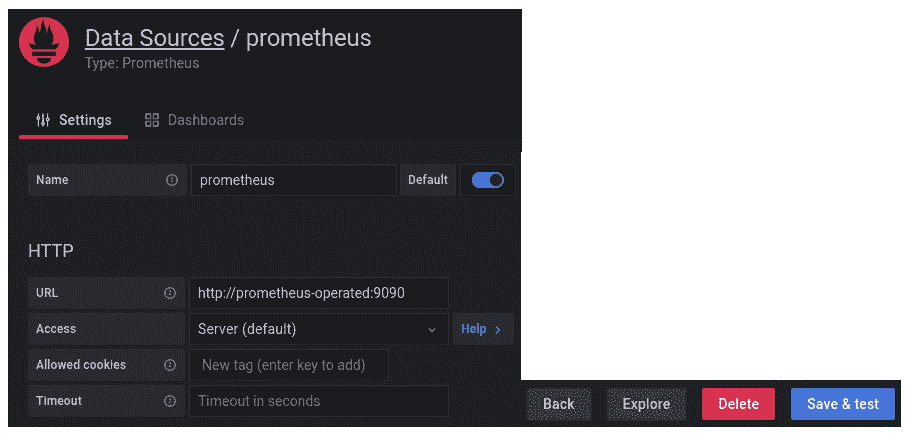 Data Sources / prometheus
Type: Prometheus
Settings Dashboards
Name prometheus Default
HTTP
URL http://prometheus-operated:9090
Access Server (default) Help >
Allowed cookies New tag (enter key to add)
Timeout Timeout in seconds
Back Explore Delete Save & test